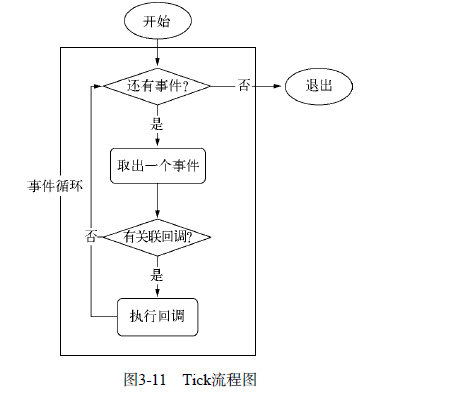 开始
还有事件?
否
退出
是
取出一个事件
事件循环
否
有关联回调?
是
执行回调
图3-11 Tick流程图